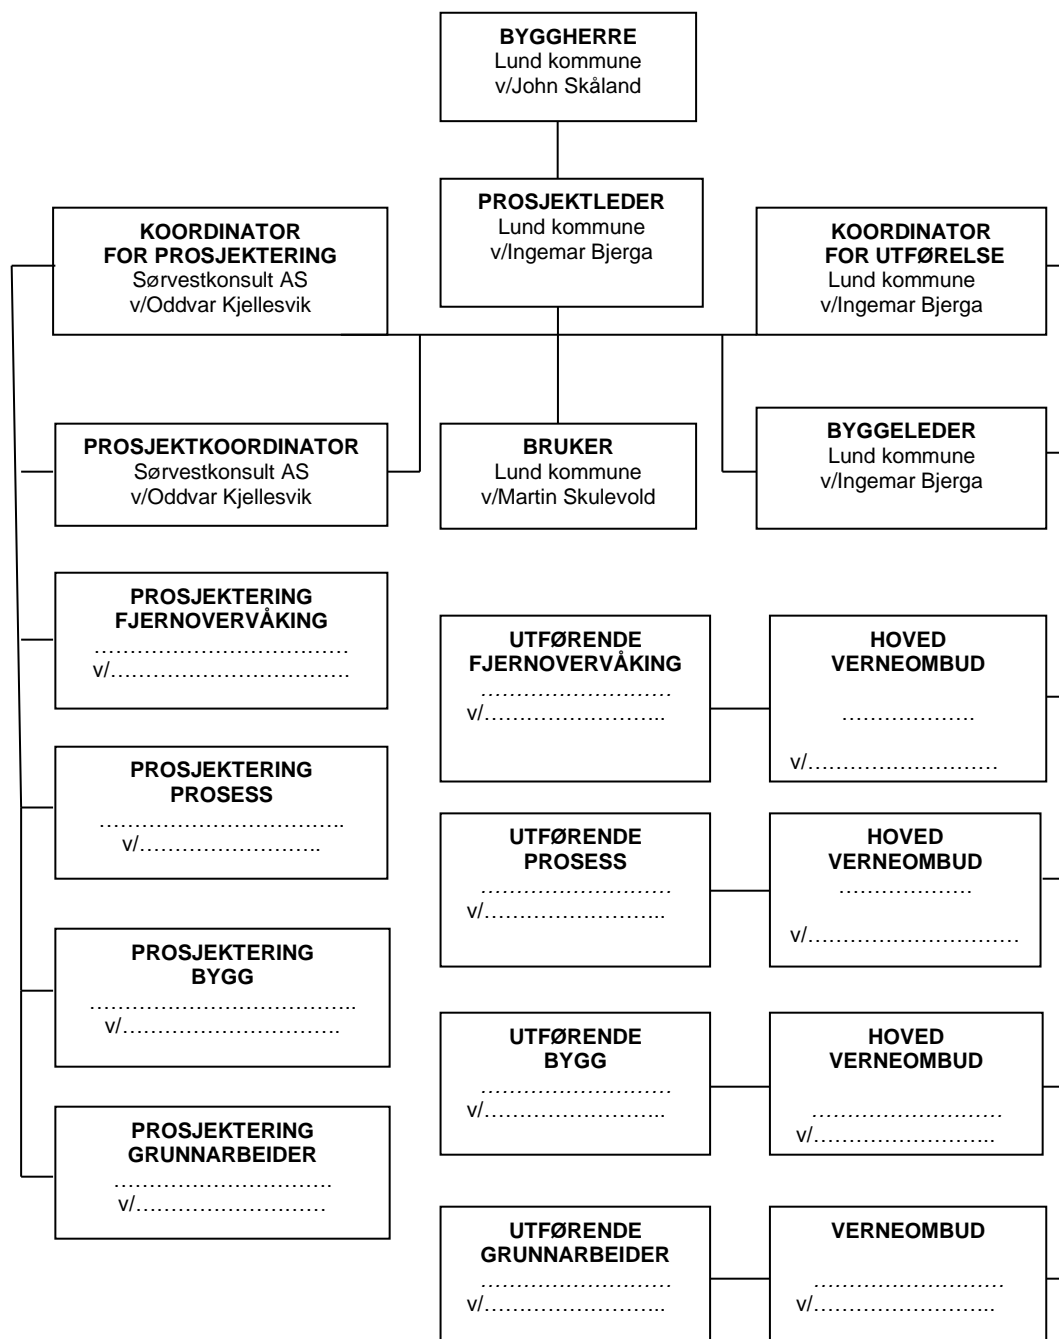 BYGGHERRE
Lund kommune
v/John Skåland
PROSJEKTLEDER
Lund kommune
v/Ingemar Bjerga
KOORDINATOR
FOR PROSJEKTERING
Sørvestkonsult AS
v/Oddvar Kjellesvik
KOORDINATOR
FOR UTFØRELSE
Lund kommune
v/Ingemar Bjerga
PROSJEKTKOORDINATOR
Sørvestkonsult AS
v/Oddvar Kjellesvik
BRUKER
Lund kommune
v/Martin Skulevold
BYGGELEDER
Lund kommune
v/Ingemar Bjerga
PROSJEKTERING
FJERNOVERVÅKING
………………………………
v/…………………………….
UTFØRENDE
FJERNOVERVÅKING
………………………
v/……………………..
HOVED
VERNEOMBUD
……………….
v/………………………
PROSJEKTERING
PROSESS
……………………………..
v/……………………..
UTFØRENDE
PROSESS
………………………
v/……………………..
HOVED
VERNEOMBUD
……………….
v/…………………………
PROSJEKTERING
BYGG
………………………………..
v/………………………….
UTFØRENDE
BYGG
………………………
v/……………………..
HOVED
VERNEOMBUD
………………………
v/……………………..
PROSJEKTERING
GRUNNARBEIDER
………………………….
v/………………………
UTFØRENDE
GRUNNARBEIDER
………………………
v/……………………..
VERNEOMBUD
………………………
v/……………………..